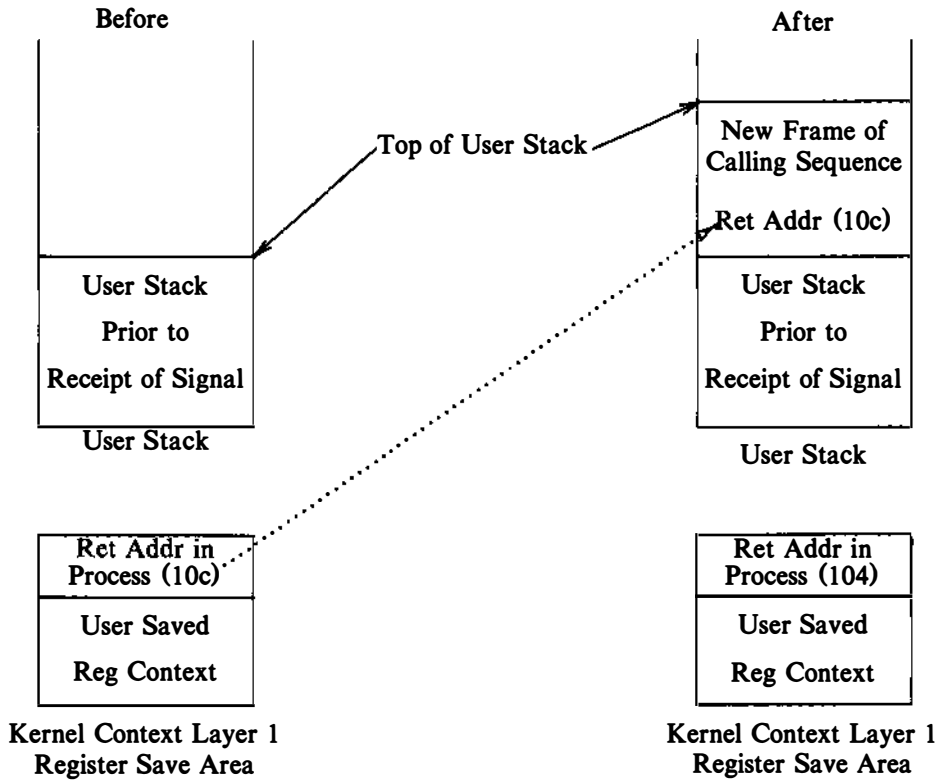 Before
After
Top of User Stack
New Frame of
Calling Sequence
Ret Addr (10c)
User Stack
Prior to
Receipt of Signal
User Stack
User Stack
Prior to
Receipt of Signal
User Stack
Ret Addr in
Process (10c)
User Saved
Reg Context
Kernel Context Layer 1
Register Save Area
Ret Addr in
Process (104)
User Saved
Reg Context
Kernel Context Layer 1
Register Save Area